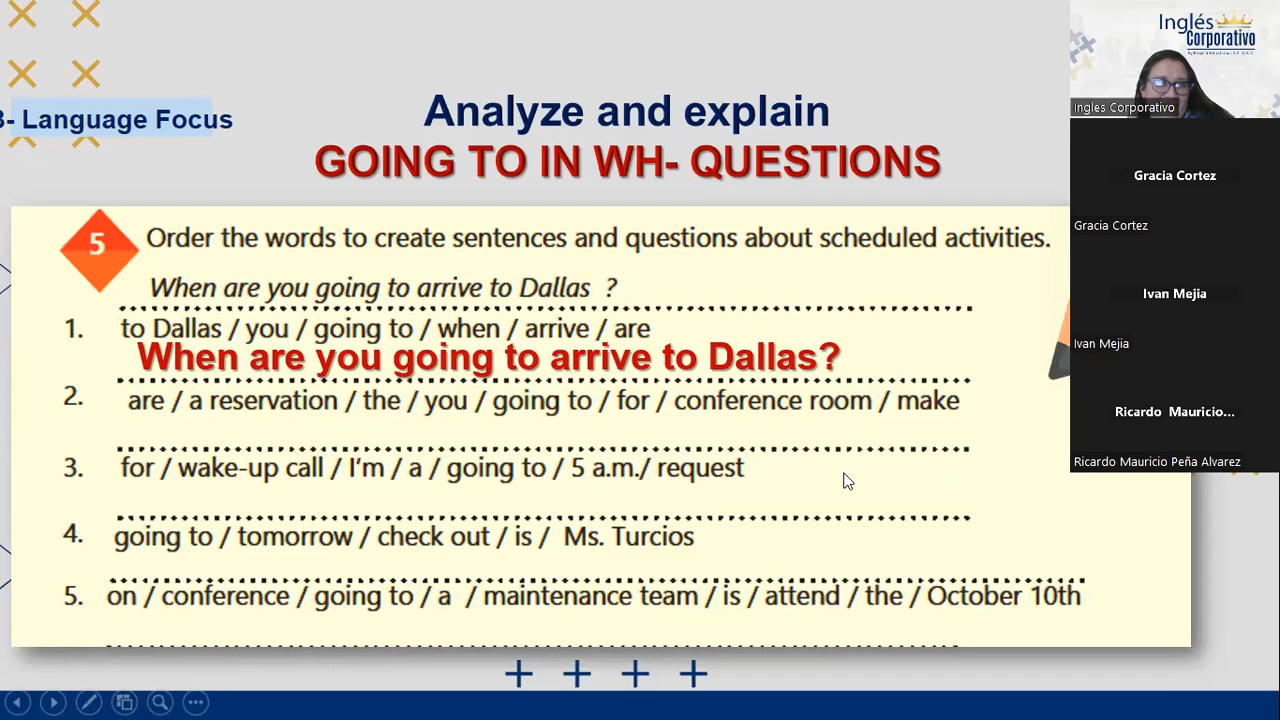 Inglés
Corporativo
Ingles Corporativo
3- Language Focus
Analyze and explain
GOING TO IN WH- QUESTIONS
5
Order the words to create sentences and questions about scheduled activities.
When are you going to arrive to Dallas ?
1. to Dallas / you / going to / when / arrive / are
When are you going to arrive to Dallas?
2. are / a reservation / the / you / going to / for / conference room / make
3. for / wake-up call / I'm / a / going to / 5 a.m./ request
4. going to / tomorrow / check out / is / Ms. Turcios
5. on / conference / going to / a / maintenance team / is / attend / the / October 10th
Gracia Cortez
Gracia Cortez
Ivan Mejia
Ivan Mejia
Ricardo Mauricio...
Ricardo Mauricio Peña Alvarez